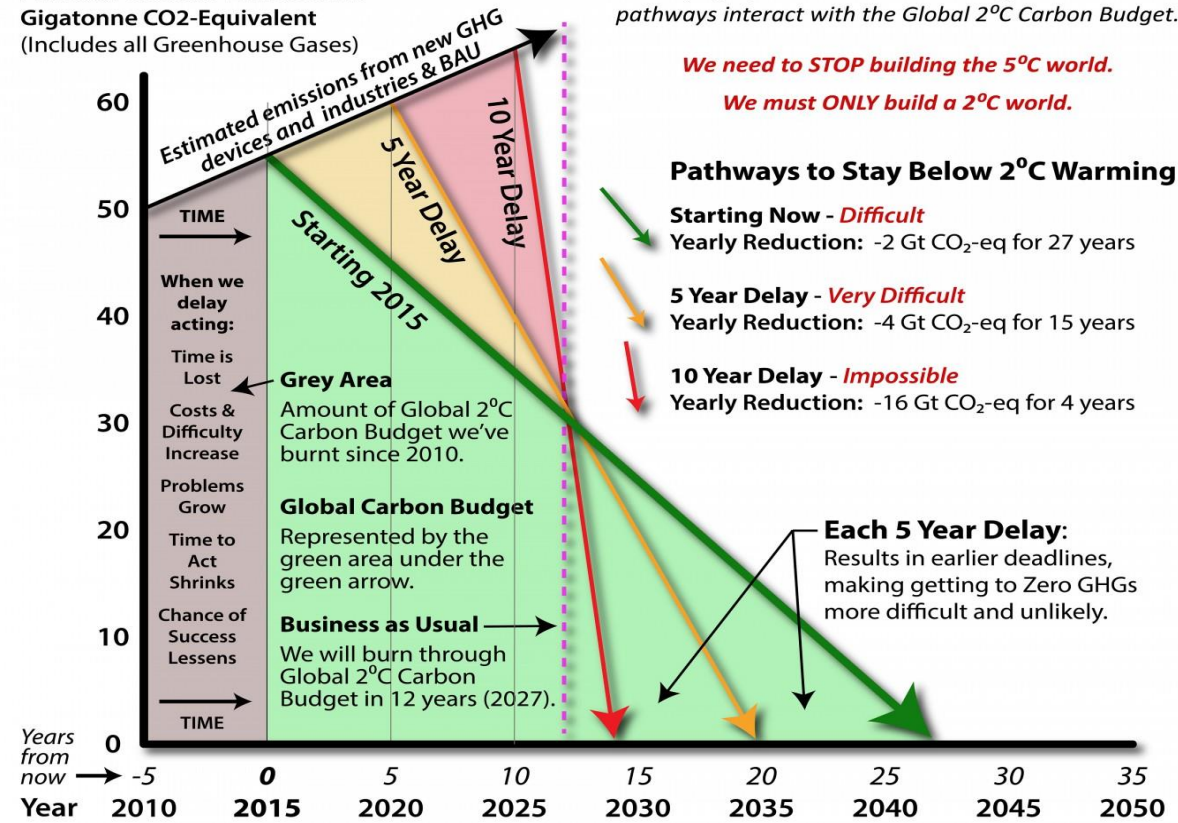 Gigatonne CO2-Equivalent
(Includes all Greenhouse Gases)
pathways interact with the Global 2⁰C Carbon Budget.
We need to STOP building the 5⁰C world.
We must ONLY build a 2⁰C world.
Estimated emissions from new GHG
devices and industries & BAU
60
50
40
30
20
10
0
TIME
When we
delay
acting:
Time is
Lost
Costs &
Difficulty
Increase
Problems
Grow
Time to
Act
Shrinks
Chance of
Success
Lessens
TIME
Starting 2015
5 Year Delay
10 Year Delay
Grey Area
Amount of Global 2⁰C
Carbon Budget we've
burnt since 2010.
Global Carbon Budget
Represented by the
green area under the
green arrow.
Business as Usual
We will burn through
Global 2⁰C Carbon
Budget in 12 years (2027).
Pathways to Stay Below 2⁰C Warming
Starting Now - Difficult
Yearly Reduction: -2 Gt CO₂-eq for 27 years
5 Year Delay - Very Difficult
Yearly Reduction: -4 Gt CO₂-eq for 15 years
10 Year Delay - Impossible
Yearly Reduction: -16 Gt CO₂-eq for 4 years
Each 5 Year Delay:
Results in earlier deadlines,
making getting to Zero GHGs
more difficult and unlikely.
Years
from
now
-5 0 5 10 15 20 25 30 35
Year 2010 2015 2020 2025 2030 2035 2040 2045 2050